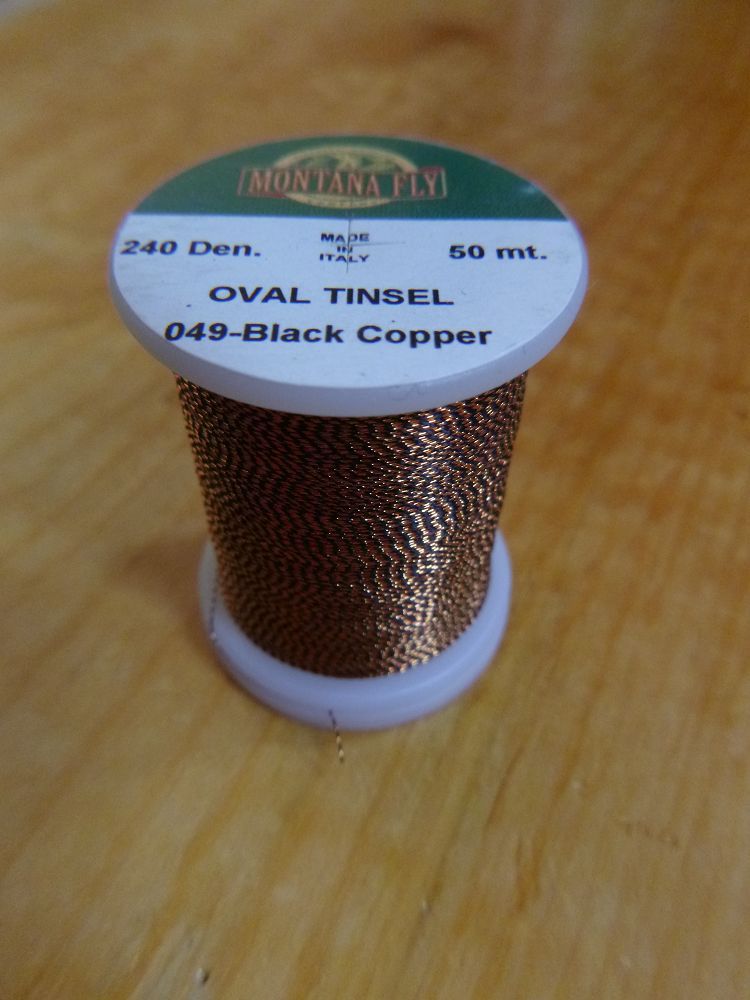 MONTANA FLY
240 Den.
MADE
IN
ITALY
50 mt.
OVAL TINSEL
049-Black Copper